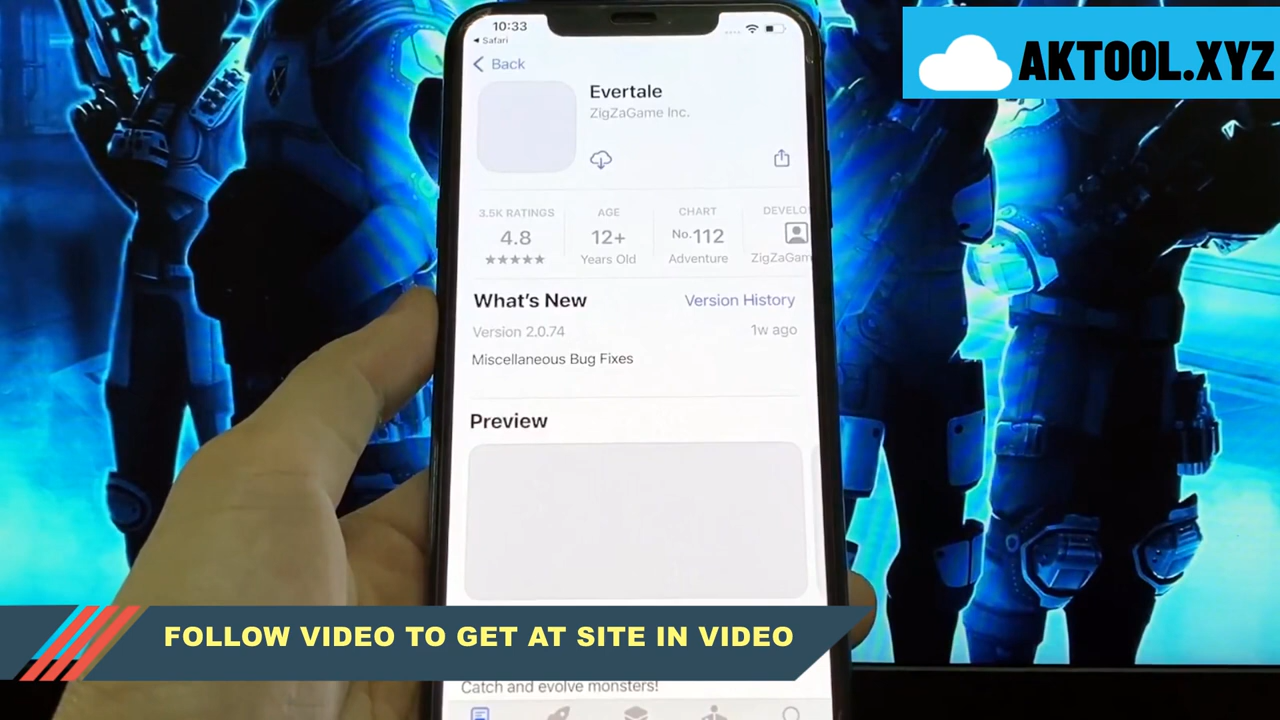 10:33
Safari
AKTOOL.XYZ
Back
Evertale
ZigZaGame Inc.
3.5K RATINGS
AGE
CHART
DEVELO
4.8
12+
No.112
Years Old
Adventure
ZigZaGam
What's New
Version History
Version 2.0.74
1w ago
Miscellaneous Bug Fixes
Preview
FOLLOW VIDEO TO GET AT SITE IN VIDEO
Catch and evolve monsters!